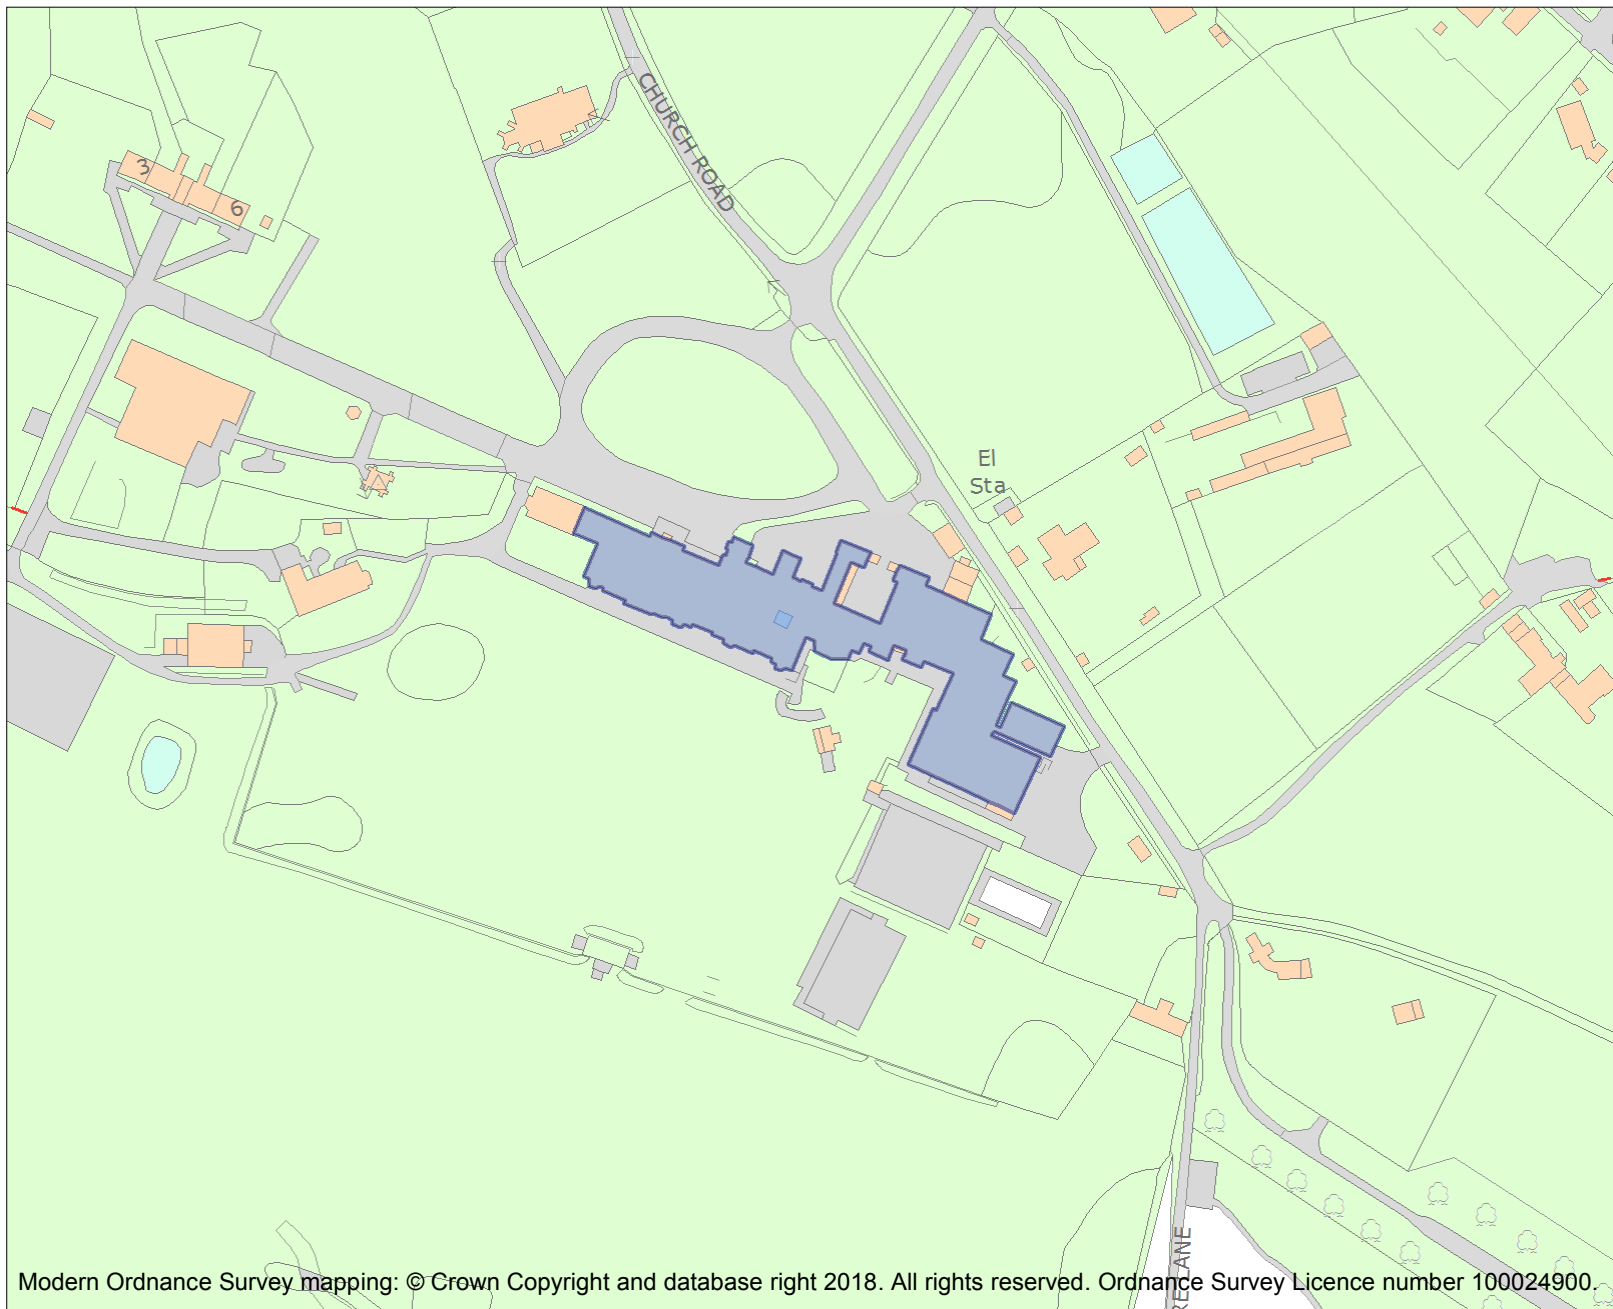 CHURCH ROAD
3
6
El
Sta
LANE
Modern Ordnance Survey mapping: © Crown Copyright and database right 2018. All rights reserved. Ordnance Survey Licence number 100024900.